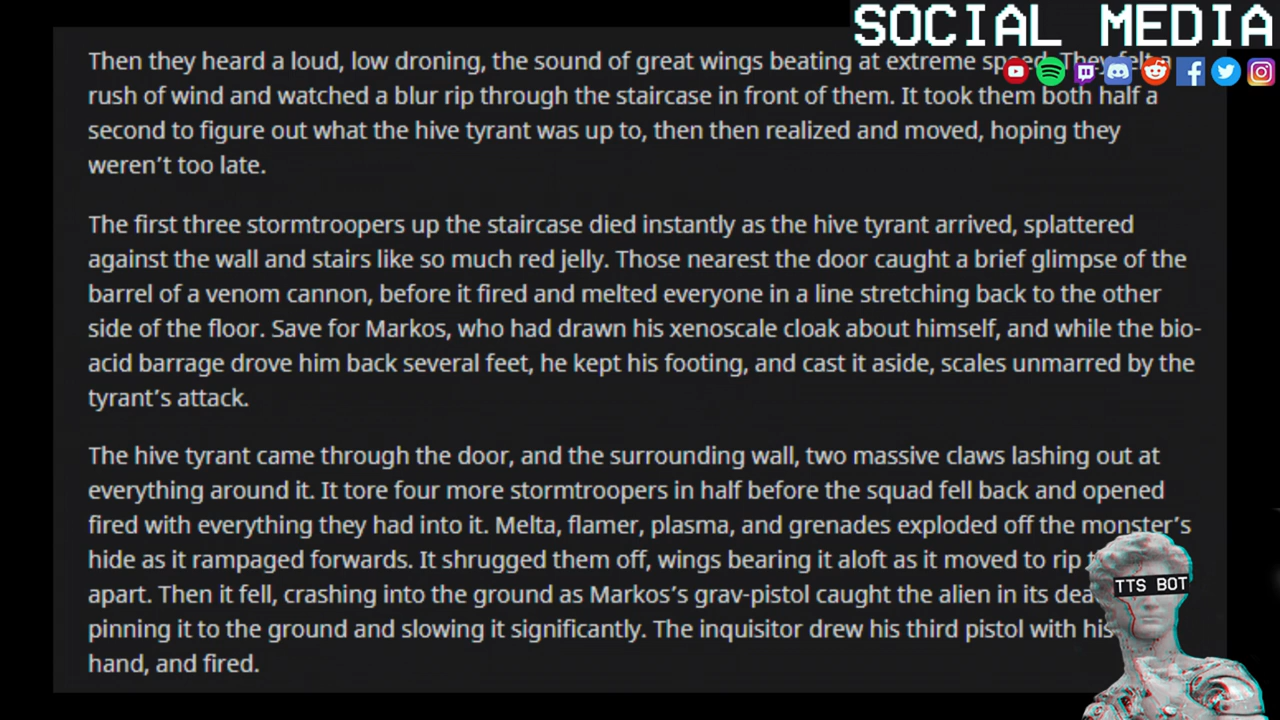 SOCIAL MEDIA
Then they heard a loud, low droning, the sound of great wings beating at extreme speed. They felt a
rush of wind and watched a blur rip through the staircase in front of them. It took them both half a
second to figure out what the hive tyrant was up to, then then realized and moved, hoping they
weren’t too late.
The first three stormtroopers up the staircase died instantly as the hive tyrant arrived, splattered
against the wall and stairs like so much red jelly. Those nearest the door caught a brief glimpse of the
barrel of a venom cannon, before it fired and melted everyone in a line stretching back to the other
side of the floor. Save for Markos, who had drawn his xenoscale cloak about himself, and while the bio-
acid barrage drove him back several feet, he kept his footing, and cast it aside, scales unmarred by the
tyrant’s attack.
The hive tyrant came through the door, and the surrounding wall, two massive claws lashing out at
everything around it. It tore four more stormtroopers in half before the squad fell back and opened
fired with everything they had into it. Melta, flamer, plasma, and grenades exploded off the monster’s
hide as it rampaged forwards. It shrugged them off, wings bearing it aloft as it moved to rip
apart. Then it fell, crashing into the ground as Markos’s grav-pistol caught the alien in its
pinning it to the ground and slowing it significantly. The inquisitor drew his third pistol with his
hand, and fired.
TTS BOT